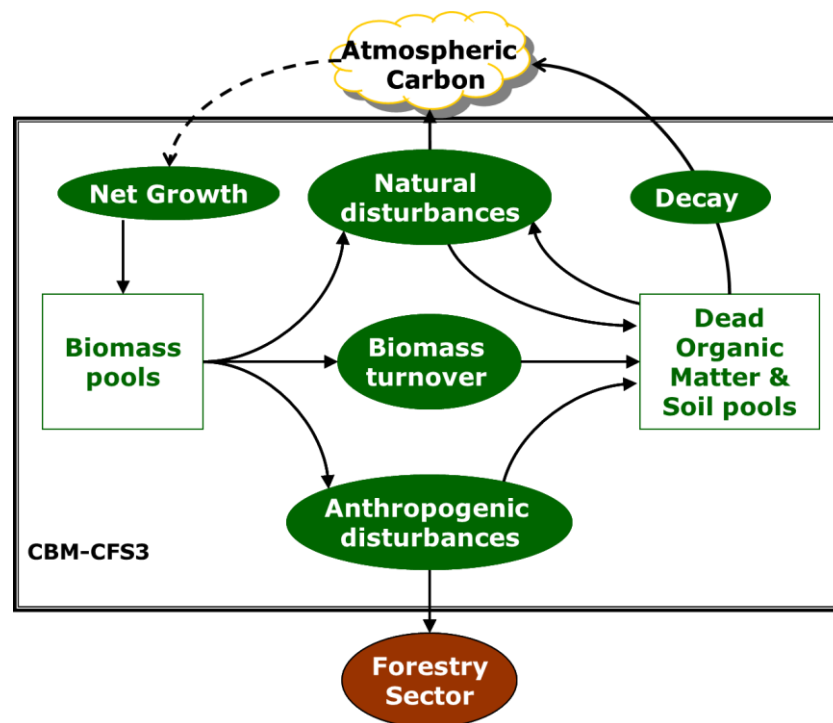 Atmospheric
Carbon
Net Growth
Natural
disturbances
Decay
Biomass
pools
Biomass
turnover
Dead
Organic
Matter &
Soil pools
Anthropogenic
disturbances
CBM-CFS3
Forestry
Sector